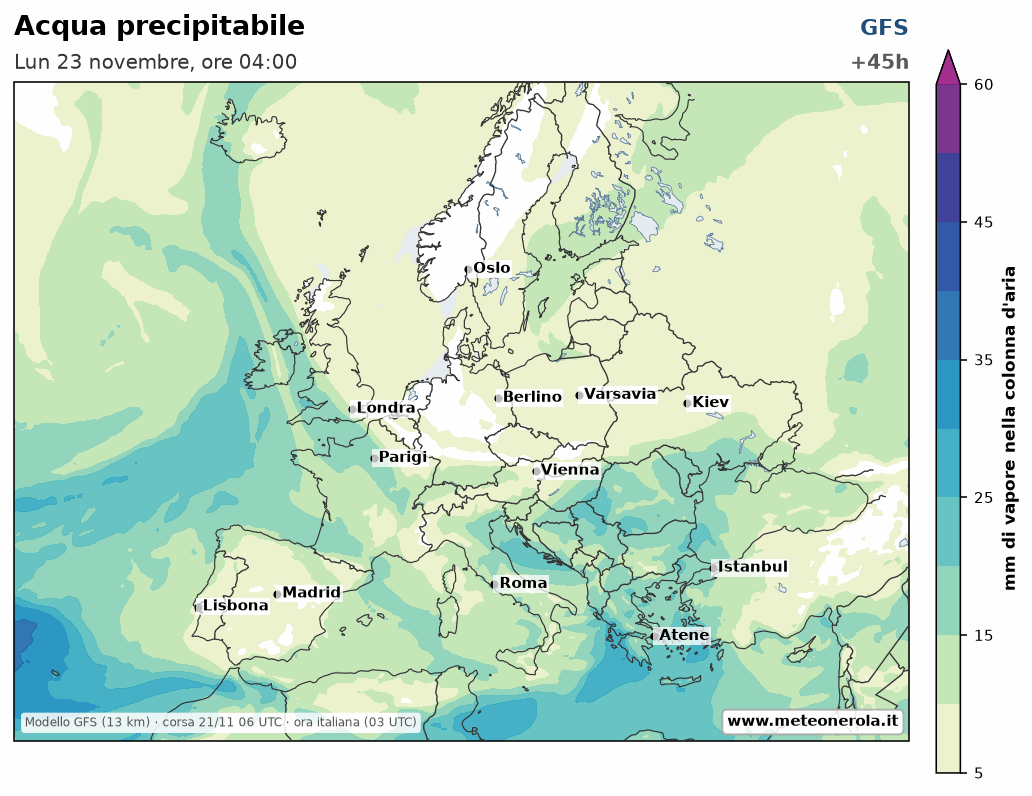 Acqua precipitabile
GFS
Lun 23 novembre, ore 04:00
+45h
60
45
35
25
15
5
mm di vapore nella colonna d'aria
Oslo
Berlino
Varsavia
Kiev
Londra
Parigi
Vienna
Istanbul
Roma
Madrid
Lisbona
Atene
Modello GFS (13 km) · corsa 21/11 06 UTC · ora italiana (03 UTC)
www.meteonerola.it